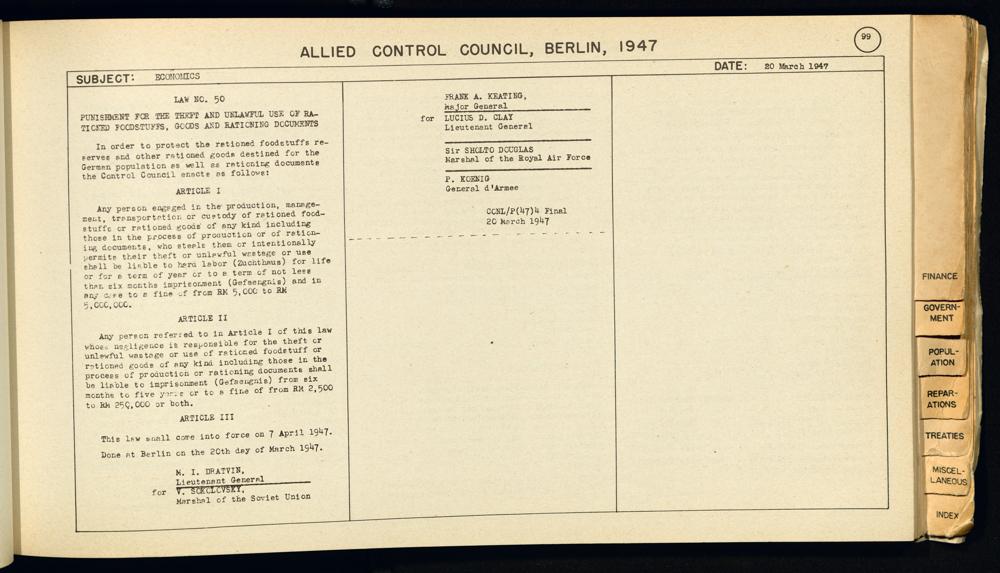 99
ALLIED CONTROL COUNCIL, BERLIN, 1947
SUBJECT: ECONOMICS
DATE: 20 March 1947
LAW NO. 50
PUNISHMENT FOR THE THEFT AND UNLAWFUL USE OF RA-
TIONED FOODSTUFFS, GOODS AND RATIONING DOCUMENTS
In order to protect the rationed foodstuffs re-
serves and other rationed goods destined for the
German population as well as rationing documents
the Control Council enacts as follows:
ARTICLE I
Any person engaged in the production, manage-
ment, transportation or custody of rationed food-
stuffs or rationed goods of any kind including
those in the process of production or of ration-
ing documents, who steals them or intentionally
permits their theft or unlawful wastage or use
shall be liable to hard labor (Zuchthaus) for life
or for a term of year or to a term of not less
than six months imprisonment (Gefaengnis) and in
any case to a fine of from RM 5,000 to RM
5,000,000.
ARTICLE II
Any person referred to in Article I of this law
whose negligence is responsible for the theft or
unlawful wastage or use of rationed foodstuff or
rationed goods of any kind including those in the
process of production or rationing documents shall
be liable to imprisonment (Gefaengnis) from six
months to five years or to a fine of from RM 2,500
to RM 250,000 or both.
ARTICLE III
This law shall come into force on 7 April 1947.
Done at Berlin on the 20th day of March 1947.
M. I. DRATVIN,
Lieutenant General
for V. SOKOLOVSKY,
Marshal of the Soviet Union
FRANK A. KEATING,
Major General
for LUCIUS D. CLAY
Lieutenant General
Sir SHOLTO DOUGLAS
Marshal of the Royal Air Force
P. KOENIG
General d'Armee
CONL/P(47)4 Final
20 March 1947
FINANCE
GOVERN-
MENT
POPUL-
ATION
REPAR-
ATIONS
TREATIES
MISCEL-
LANEOUS
INDEX